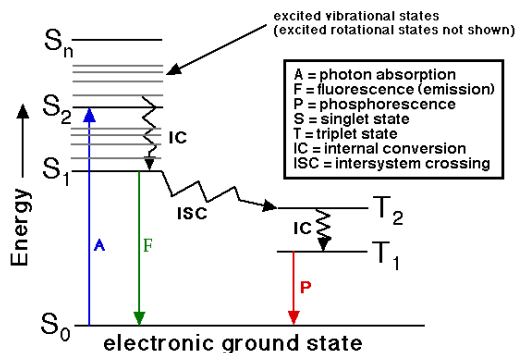 excited vibrational states
(excited rotational states not shown)
Sn
A = photon absorption
F = fluorescence (emission)
P = phosphorescence
S = singlet state
T = triplet state
IC = internal conversion
ISC = intersystem crossing
S2
IC
S1
ISC
T2
IC
T1
Energy
A
F
P
S0
electronic ground state